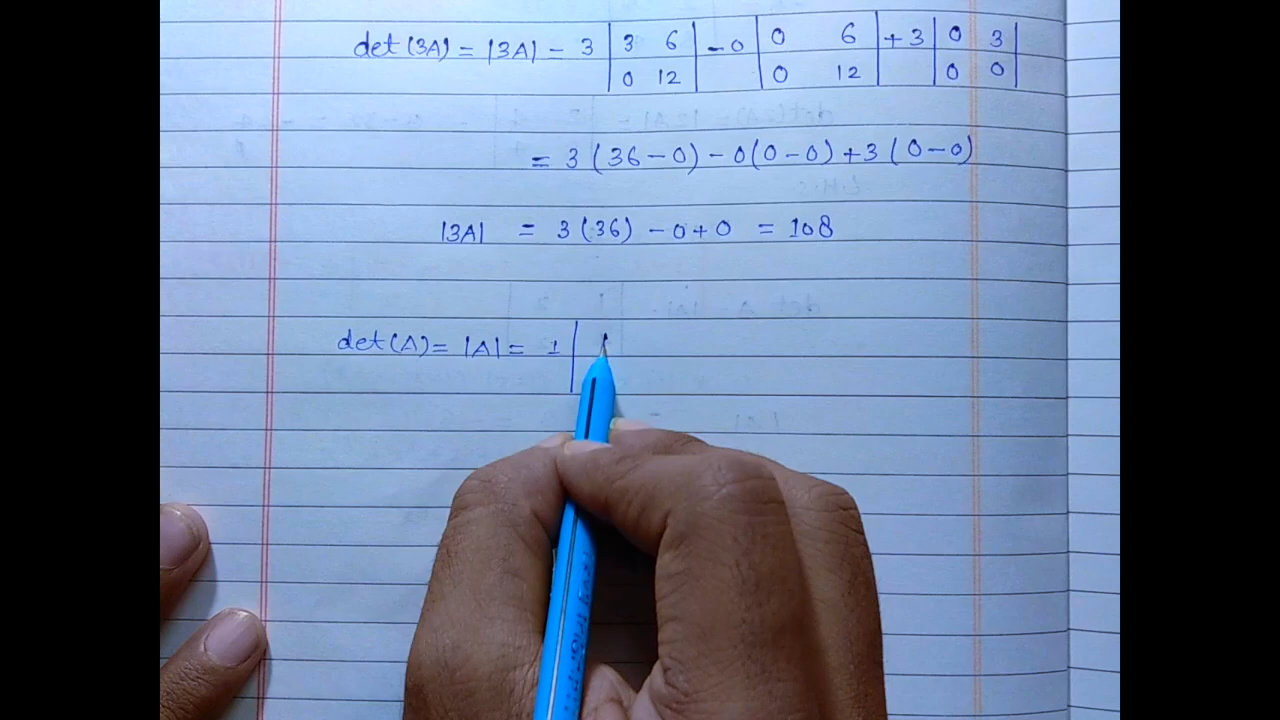 det(3A) = |3A| = 3 | 3 6 | - 0 | 0 6 | + 3 | 0 3 |
| 0 12 | | 0 12 | | 0 0 |
= 3 (36 - 0) - 0 (0 - 0) + 3 (0 - 0)
|3A| = 3 (36) - 0 + 0 = 108
det(A) = |A| = 1 |